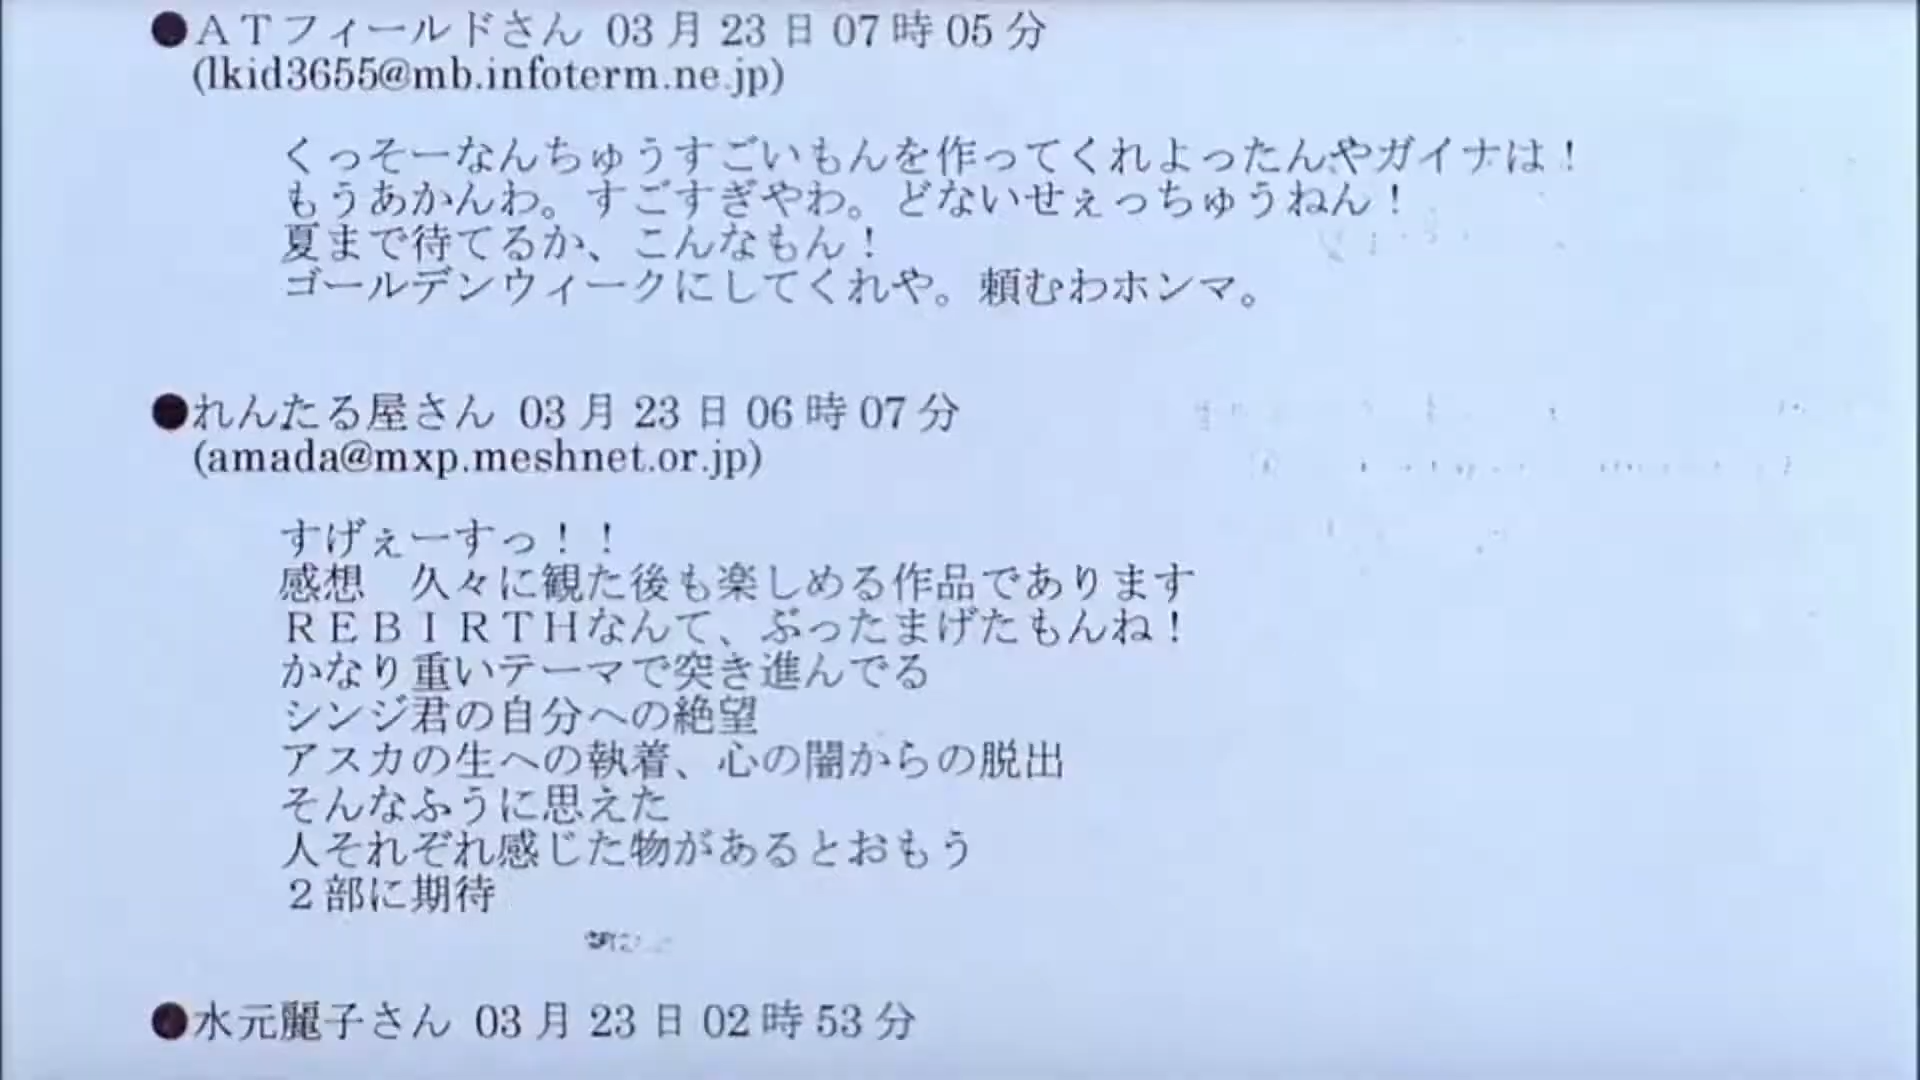 ●ＡＴフィールドさん 03 月 23 日 07 時 05 分
(lkid3655@mb.infoterm.ne.jp)
くっそーなんちゅうすごいもんを作ってくれよったんやガイナは！
もうあかんわ。すごすぎやわ。どないせぇっちゅうねん！
夏まで待てるか、こんなもん！
ゴールデンウィークにしてくれや。頼むわホンマ。
●れんたる屋さん 03 月 23 日 06 時 07 分
(amada@mxp.meshnet.or.jp)
すげぇーすっ！！
感想　久々に観た後も楽しめる作品であります
ＲＥＢＩＲＴＨなんて、ぶったまげたもんね！
かなり重いテーマで突き進んでる
シンジ君の自分への絶望
アスカの生への執着、心の闇からの脱出
そんなふうに思えた
人それぞれ感じた物があるとおもう
２部に期待
●水元麗子さん 03 月 23 日 02 時 53 分